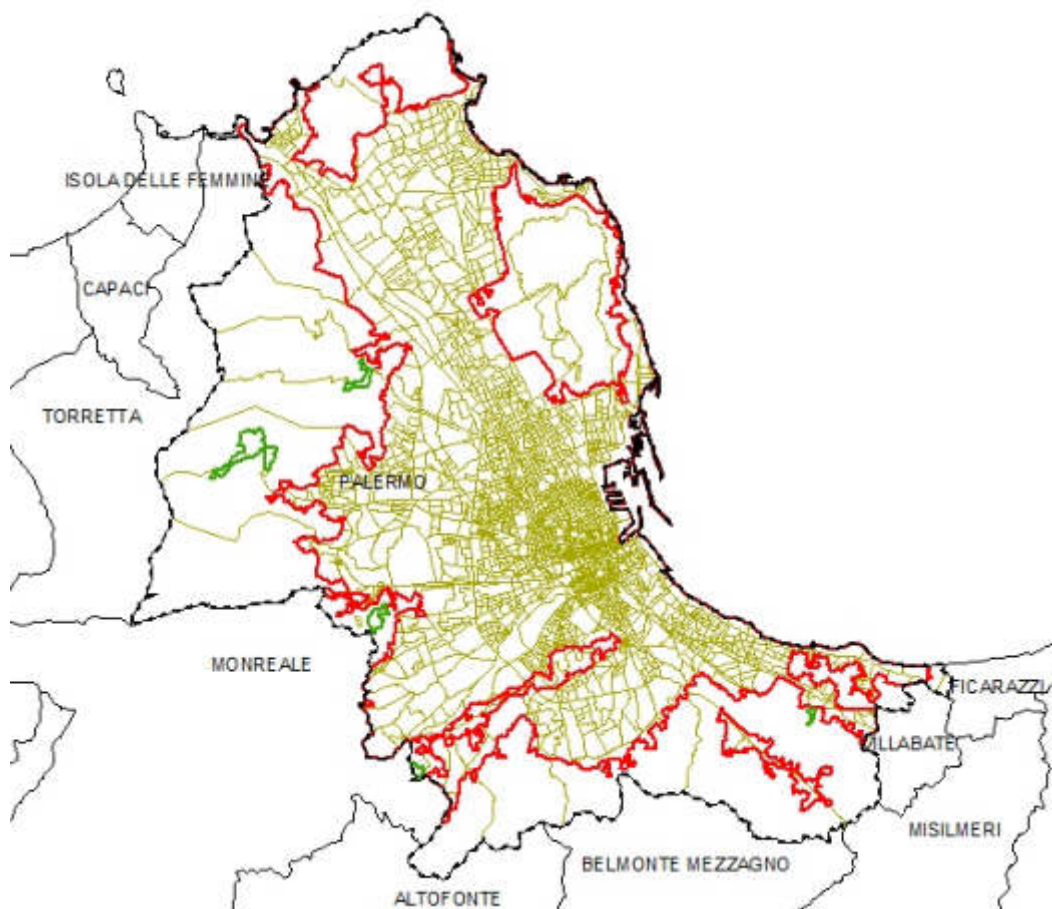 ISOLA DELLE FEMMINE
CAPACI
TORRETTA
PALERMO
MONREALE
FICARAZZI
VILLABATE
MISILMERI
BELMONTE MEZZAGNO
ALTOFONTE